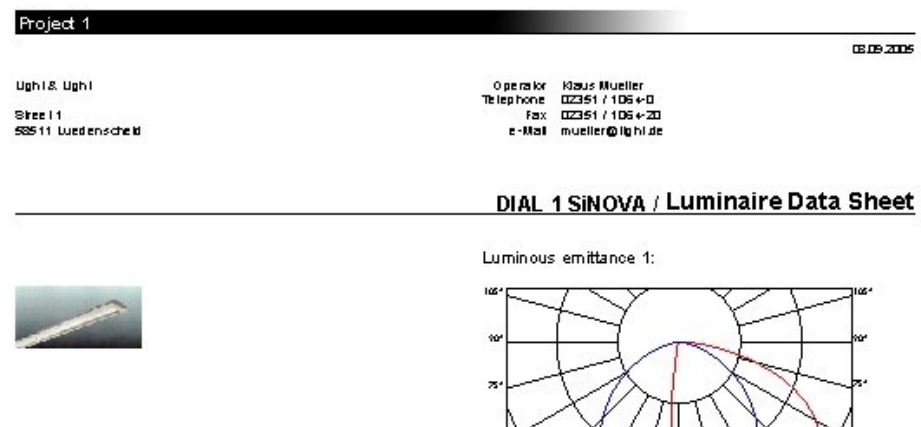 Project 1
08.09.2005
Light & Light
Street 1
58511 Luedenscheid
Operator Klaus Mueller
Telephone 02351 / 1064-0
Fax 02351 / 1064-20
e-Mail mueller@light.de
DIAL 1 SiNOVA / Luminaire Data Sheet
Luminous emittance 1:
105° 105°
90° 90°
75° 75°